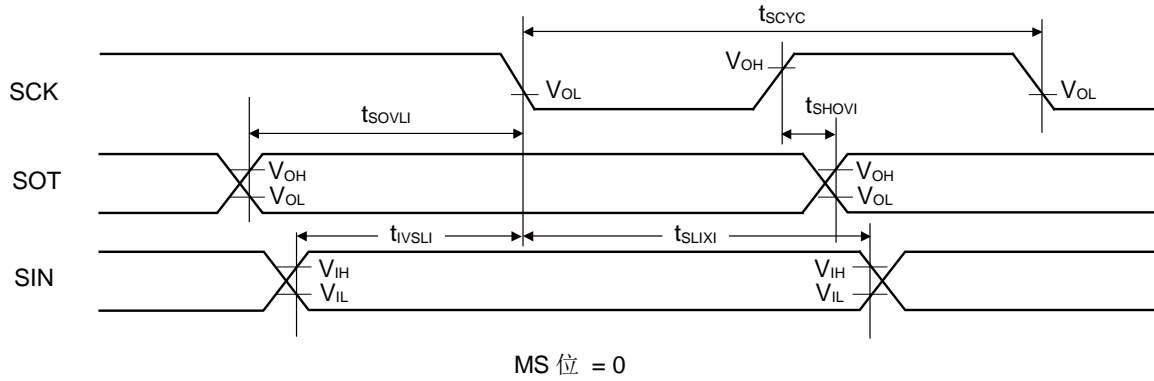 tSCYC
SCK
VOH
VOL
VOL
tSOVLI
tSHOVI
SOT
VOH
VOL
VOH
VOL
tIVSLI
tSLIXI
SIN
VIH
VIL
VIH
VIL
MS 位 = 0